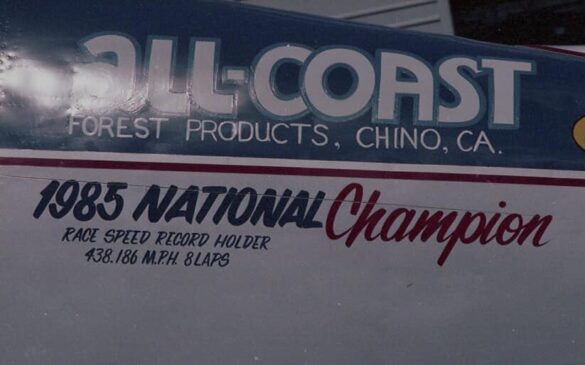 aLL-COAST
FOREST PRODUCTS, CHINO, CA.
1985 NATIONAL Champion
RACE SPEED RECORD HOLDER
438.186 M.P.H. 8 LAPS